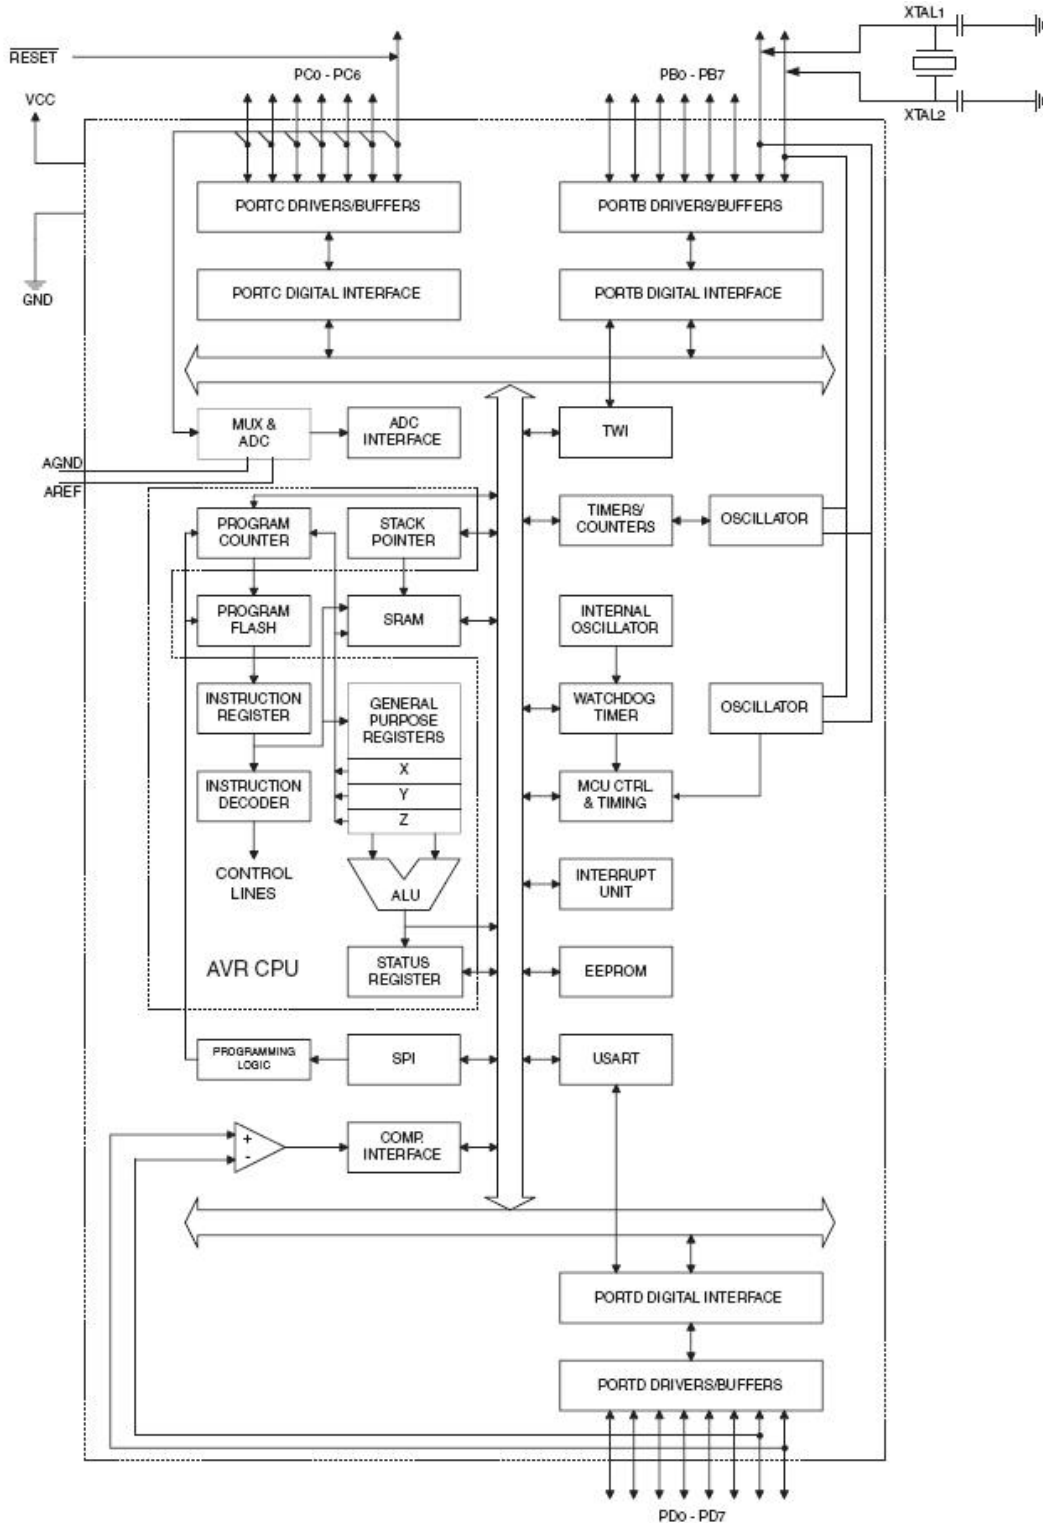 XTAL1
RESET
PC0 - PC6
PB0 - PB7
VCC
XTAL2
PORTC DRIVERS/BUFFERS
PORTB DRIVERS/BUFFERS
GND
PORTC DIGITAL INTERFACE
PORTB DIGITAL INTERFACE
MUX &
ADC
ADC
INTERFACE
TWI
AGND
AREF
PROGRAM
COUNTER
STACK
POINTER
TIMERS/
COUNTERS
OSCILLATOR
PROGRAM
FLASH
SRAM
INTERNAL
OSCILLATOR
INSTRUCTION
REGISTER
GENERAL
PURPOSE
REGISTERS
WATCHDOG
TIMER
OSCILLATOR
X
Y
Z
INSTRUCTION
DECODER
MCU CTRL.
& TIMING
CONTROL
LINES
ALU
INTERRUPT
UNIT
AVR CPU
STATUS
REGISTER
EEPROM
PROGRAMMING
LOGIC
SPI
USART
+
-
COMP.
INTERFACE
PORTD DIGITAL INTERFACE
PORTD DRIVERS/BUFFERS
PD0 - PD7